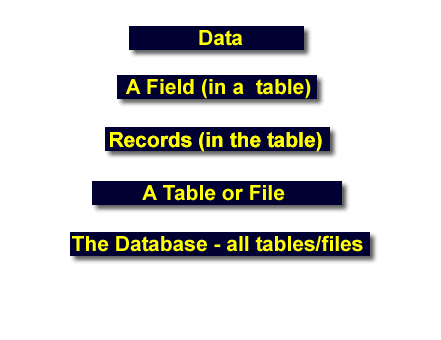 Data
A Field (in a table)
Records (in the table)
A Table or File
The Database - all tables/files